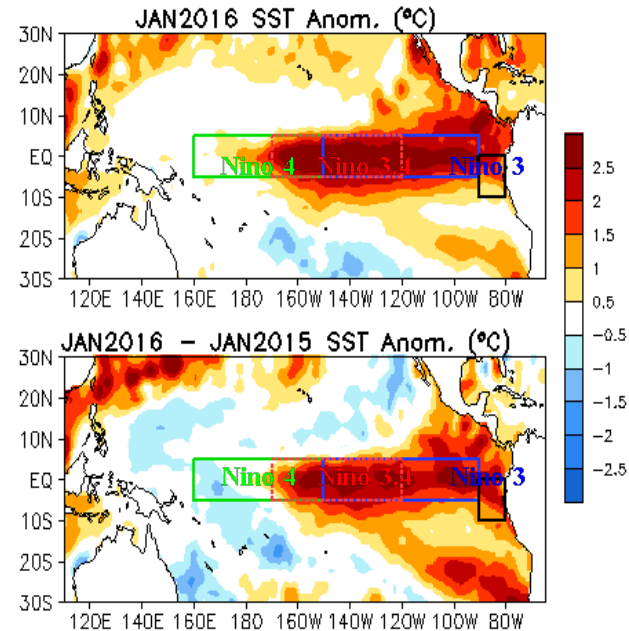 JAN2016 SST Anom. (°C)
30N
20N
10N
EQ
10S
20S
30S
Nino 4 Nino 3.4 Nino 3
120E 140E 160E 180 160W 140W 120W 100W 80W
2.5
2
1.5
1
0.5
-0.5
-1
-1.5
-2
-2.5
JAN2016 - JAN2015 SST Anom. (°C)
30N
20N
10N
EQ
10S
20S
30S
Nino 4 Nino 3.4 Nino 3
120E 140E 160E 180 160W 140W 120W 100W 80W